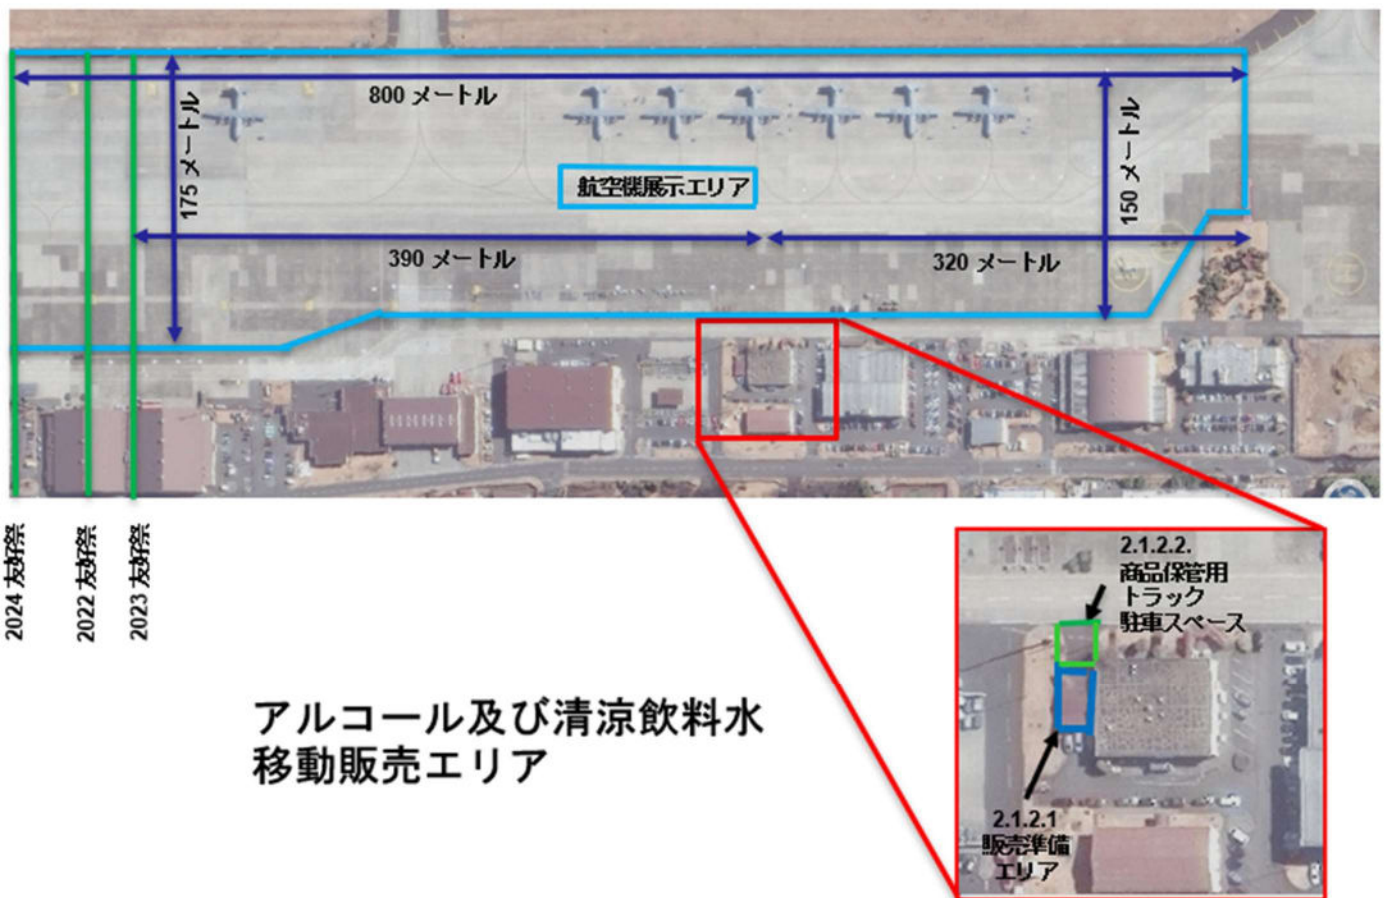 800 メートル
175 メートル
150 メートル
航空機展示エリア
390 メートル
320 メートル
2024 友好祭
2022 友好祭
2023 友好祭
2.1.2.2.
商品保管用
トラック
駐車スペース
アルコール及び清涼飲料水
移動販売エリア
2.1.2.1
販売準備
エリア